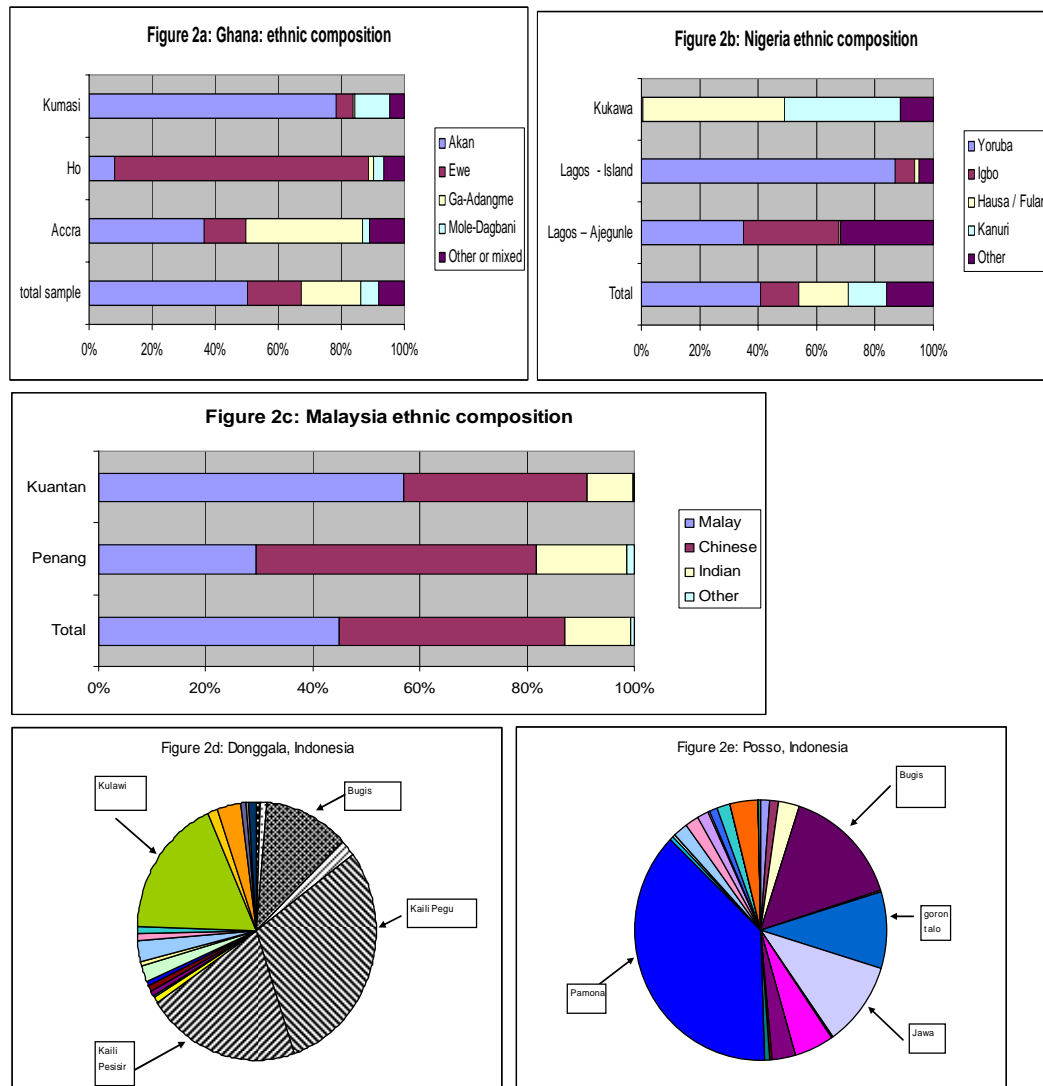 Figure 2a: Ghana: ethnic composition
Kumasi
Ho
Accra
total sample
0% 20% 40% 60% 80% 100%
Akan
Ewe
Ga-Adangme
Mole-Dagbani
Other or mixed
Figure 2b: Nigeria ethnic composition
Kukawa
Lagos - Island
Lagos – Ajegunle
Total
0% 20% 40% 60% 80% 100%
Yoruba
Igbo
Hausa / Fulan
Kanuri
Other
Figure 2c: Malaysia ethnic composition
Kuantan
Penang
Total
0% 20% 40% 60% 80% 100%
Malay
Chinese
Indian
Other
Figure 2d: Donggala, Indonesia
Kulawi
Bugis
Kaili Pegu
Kaili
Pesisir
Figure 2e: Posso, Indonesia
Bugis
goron
talo
Pamona
Jawa